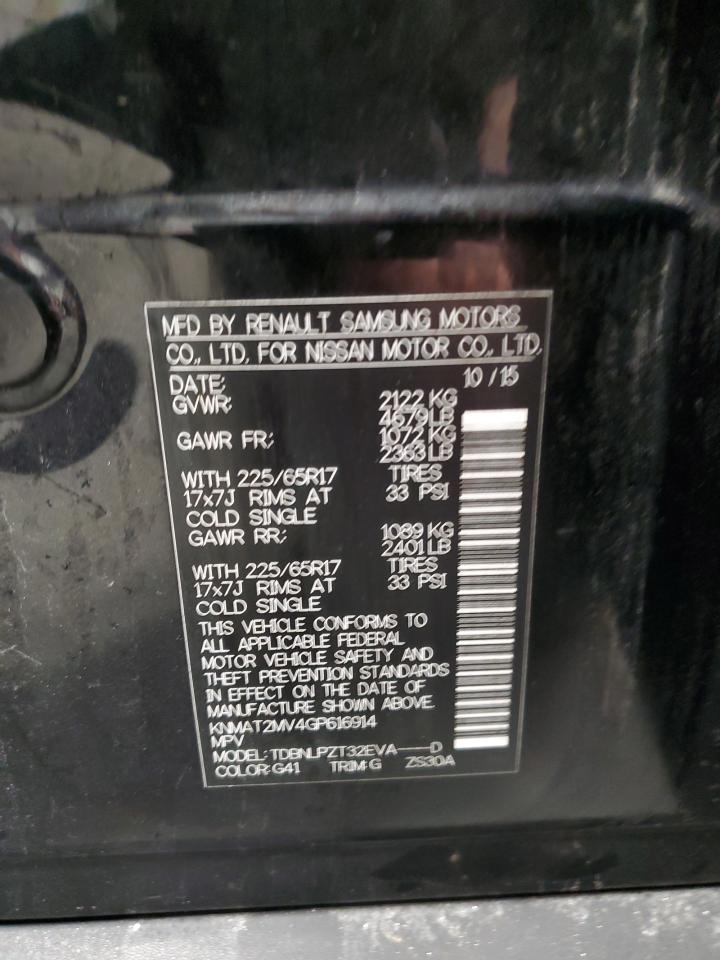 MFD BY RENAULT SAMSUNG MOTORS
CO., LTD. FOR NISSAN MOTOR CO., LTD.
DATE: 10 / 15
GVWR: 2122 KG
4679 LB
GAWR FR: 1072 KG
2363 LB
WITH 225/65R17 TIRES
17x7J RIMS AT 33 PSI
COLD SINGLE
GAWR RR: 1089 KG
2401 LB
WITH 225/65R17 TIRES
17x7J RIMS AT 33 PSI
COLD SINGLE
THIS VEHICLE CONFORMS TO
ALL APPLICABLE FEDERAL
MOTOR VEHICLE SAFETY AND
THEFT PREVENTION STANDARDS
IN EFFECT ON THE DATE OF
MANUFACTURE SHOWN ABOVE.
KNMAT2MV4GP616914
MPV
MODEL: TDBNLPZT32EVA----D
COLOR: G41 TRIM: G ZS30A